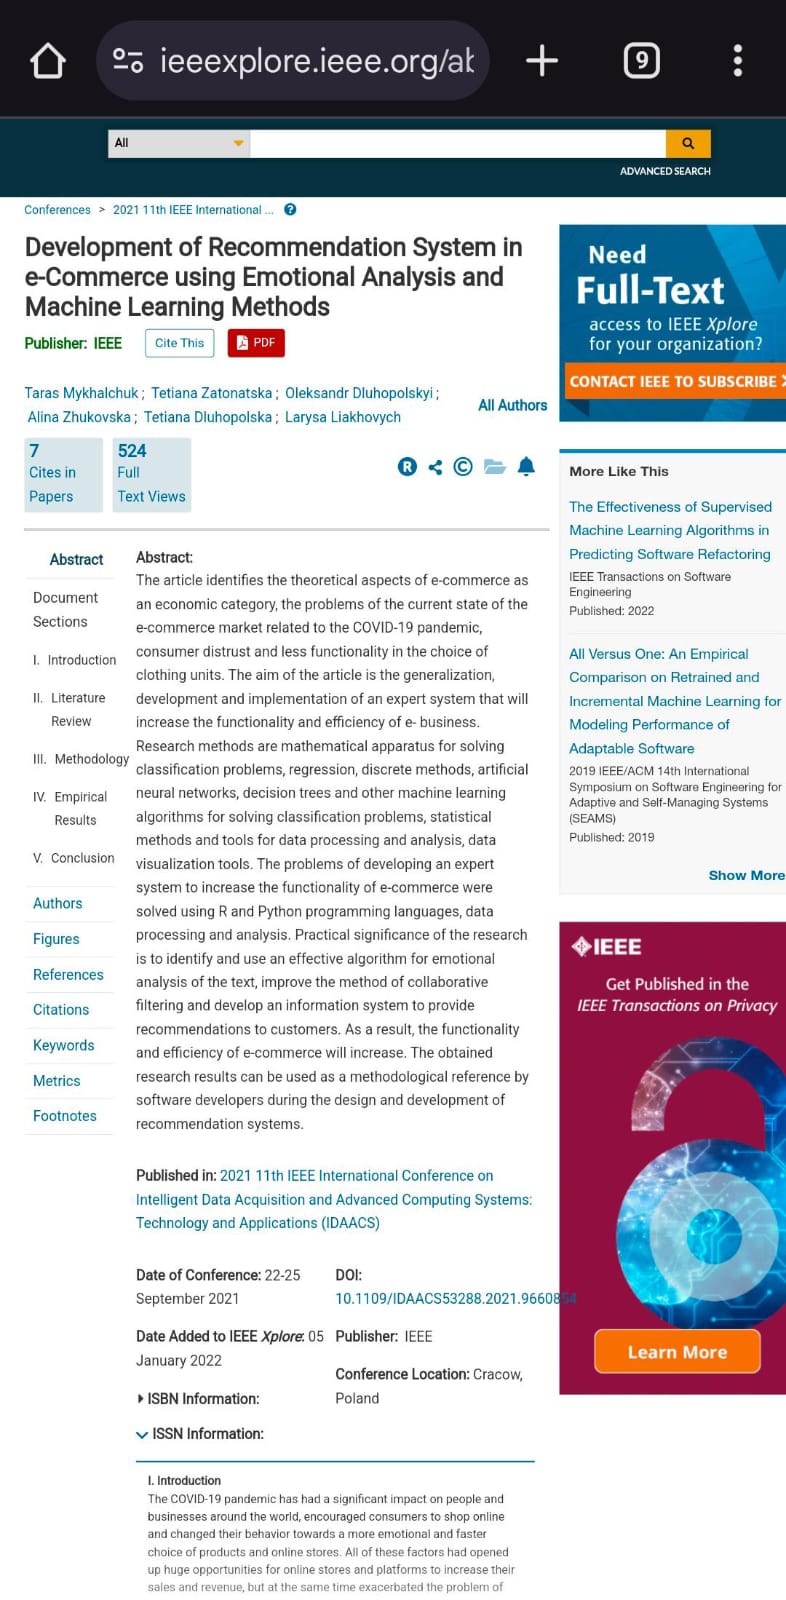 ieeexplore.ieee.org/ab
9
All
ADVANCED SEARCH
Conferences > 2021 11th IEEE International ...
Development of Recommendation System in
e-Commerce using Emotional Analysis and
Machine Learning Methods
Publisher: IEEE
Cite This
PDF
Taras Mykhalchuk ; Tetiana Zatonatska ; Oleksandr Dluhopolskyi ;
Alina Zhukovska ; Tetiana Dluhopolska ; Larysa Liakhovych
All Authors
7
Cites in
Papers
524
Full
Text Views
Abstract
Document
Sections
I. Introduction
II. Literature
Review
III. Methodology
IV. Empirical
Results
V. Conclusion
Authors
Figures
References
Citations
Keywords
Metrics
Footnotes
Abstract:
The article identifies the theoretical aspects of e-commerce as
an economic category, the problems of the current state of the
e-commerce market related to the COVID-19 pandemic,
consumer distrust and less functionality in the choice of
clothing units. The aim of the article is the generalization,
development and implementation of an expert system that will
increase the functionality and efficiency of e- business.
Research methods are mathematical apparatus for solving
classification problems, regression, discrete methods, artificial
neural networks, decision trees and other machine learning
algorithms for solving classification problems, statistical
methods and tools for data processing and analysis, data
visualization tools. The problems of developing an expert
system to increase the functionality of e-commerce were
solved using R and Python programming languages, data
processing and analysis. Practical significance of the research
is to identify and use an effective algorithm for emotional
analysis of the text, improve the method of collaborative
filtering and develop an information system to provide
recommendations to customers. As a result, the functionality
and efficiency of e-commerce will increase. The obtained
research results can be used as a methodological reference by
software developers during the design and development of
recommendation systems.
Published in: 2021 11th IEEE International Conference on
Intelligent Data Acquisition and Advanced Computing Systems:
Technology and Applications (IDAACS)
Date of Conference: 22-25
September 2021
DOI:
10.1109/IDAACS53288.2021.9660854
Date Added to IEEE Xplore: 05
January 2022
Publisher: IEEE
Conference Location: Cracow,
Poland
ISBN Information:
ISSN Information:
I. Introduction
The COVID-19 pandemic has had a significant impact on people and
businesses around the world, encouraged consumers to shop online
and changed their behavior towards a more emotional and faster
choice of products and online stores. All of these factors had opened
up huge opportunities for online stores and platforms to increase their
sales and revenue, but at the same time exacerbated the problem of
Need
Full-Text
access to IEEE Xplore
for your organization?
CONTACT IEEE TO SUBSCRIBE
More Like This
The Effectiveness of Supervised
Machine Learning Algorithms in
Predicting Software Refactoring
IEEE Transactions on Software
Engineering
Published: 2022
All Versus One: An Empirical
Comparison on Retrained and
Incremental Machine Learning for
Modeling Performance of
Adaptable Software
2019 IEEE/ACM 14th International
Symposium on Software Engineering for
Adaptive and Self-Managing Systems
(SEAMS)
Published: 2019
Show More
IEEE
Get Published in the
IEEE Transactions on Privacy
Learn More